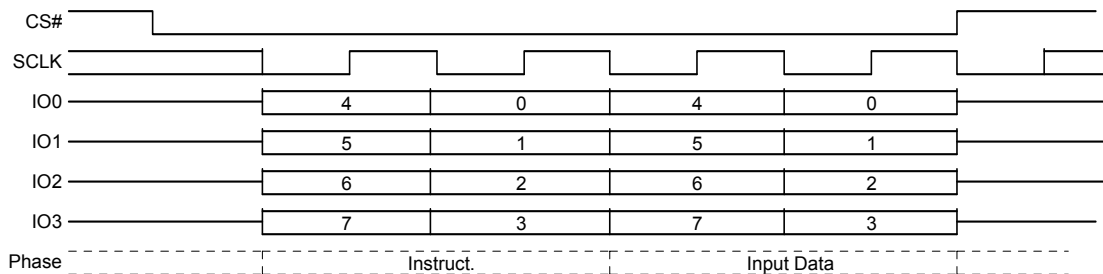 CS#
SCLK
IO0 4 0 4 0
IO1 5 1 5 1
IO2 6 2 6 2
IO3 7 3 7 3
Phase Instruct. Input Data